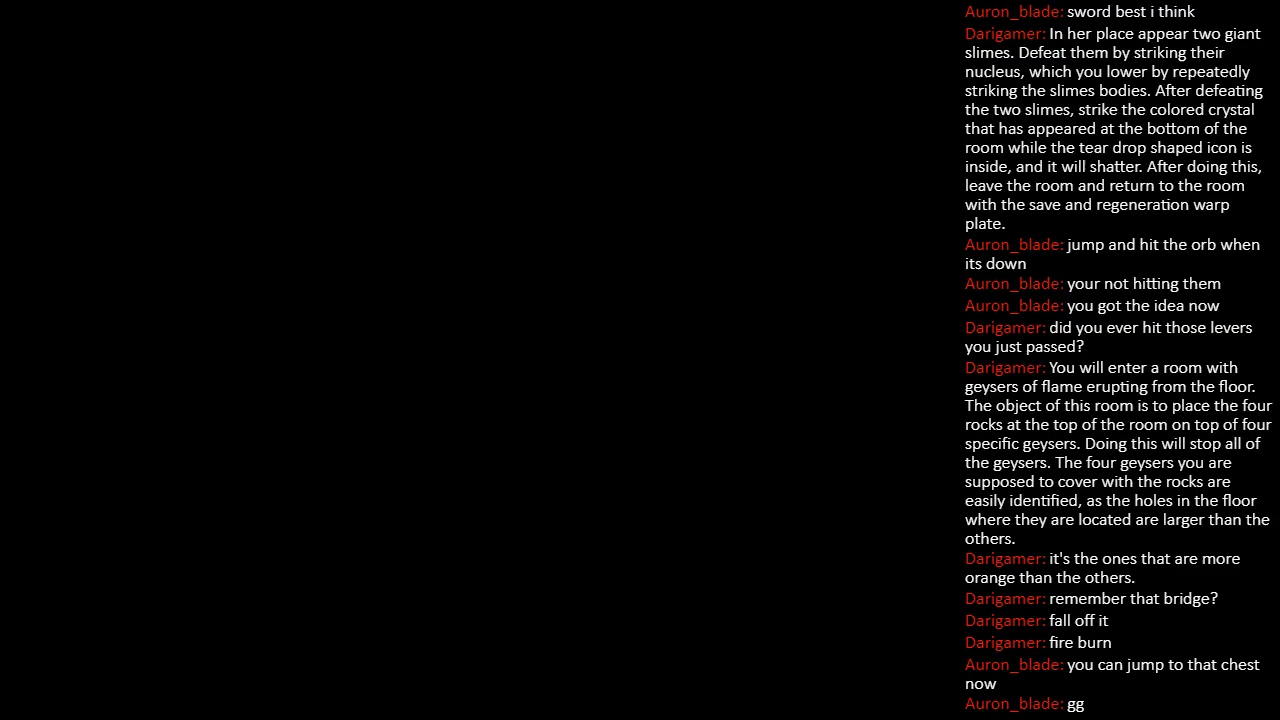 Auron_blade: sword best i think
Darigamer: In her place appear two giant
slimes. Defeat them by striking their
nucleus, which you lower by repeatedly
striking the slimes bodies. After defeating
the two slimes, strike the colored crystal
that has appeared at the bottom of the
room while the tear drop shaped icon is
inside, and it will shatter. After doing this,
leave the room and return to the room
with the save and regeneration warp
plate.
Auron_blade: jump and hit the orb when
its down
Auron_blade: your not hitting them
Auron_blade: you got the idea now
Darigamer: did you ever hit those levers
you just passed?
Darigamer: You will enter a room with
geysers of flame erupting from the floor.
The object of this room is to place the four
rocks at the top of the room on top of four
specific geysers. Doing this will stop all of
the geysers. The four geysers you are
supposed to cover with the rocks are
easily identified, as the holes in the floor
where they are located are larger than the
others.
Darigamer: it's the ones that are more
orange than the others.
Darigamer: remember that bridge?
Darigamer: fall off it
Darigamer: fire burn
Auron_blade: you can jump to that chest
now
Auron_blade: gg